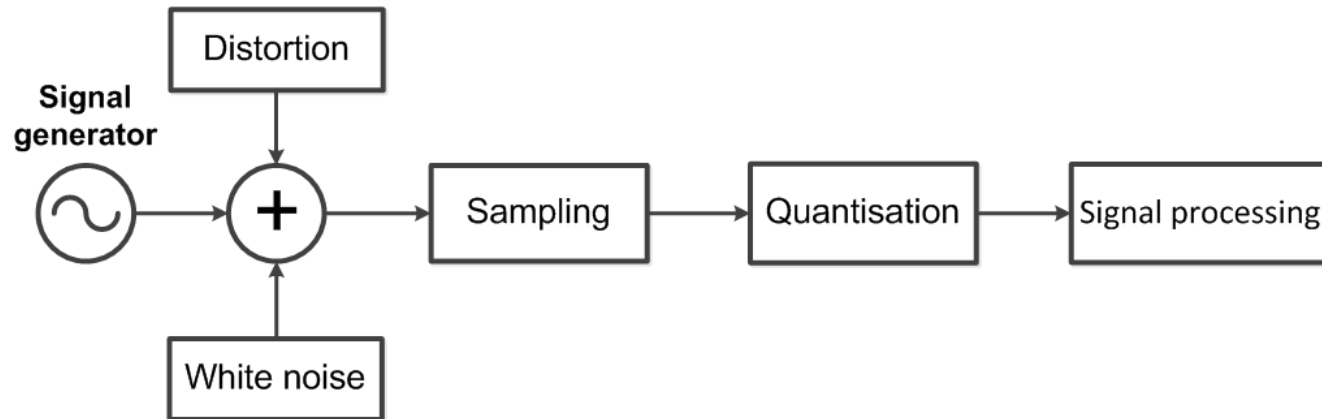 Distortion
Signal
generator
+
Sampling
Quantisation
Signal processing
White noise